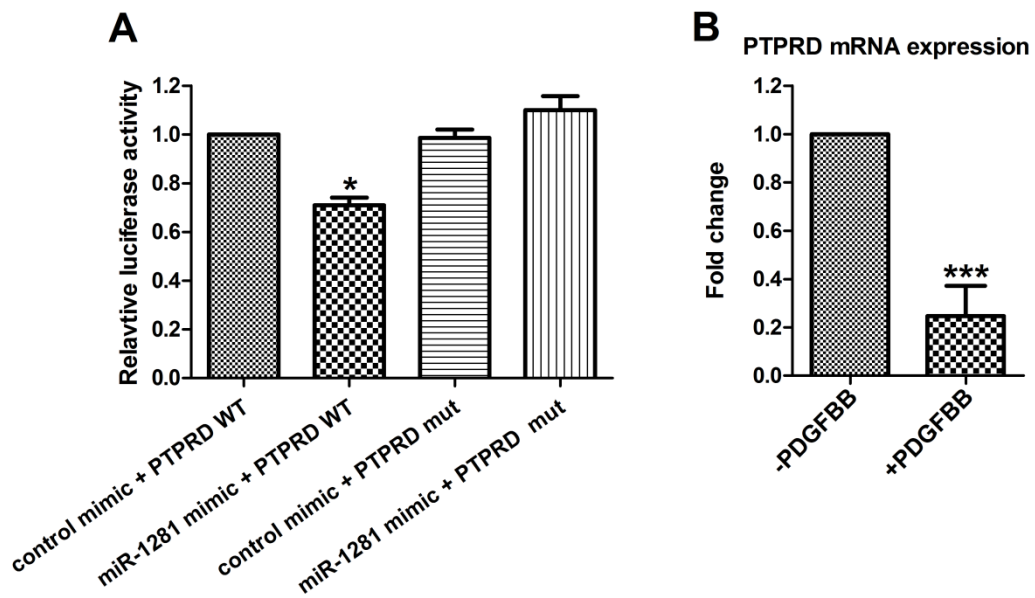 A
Relavtive luciferase activity
1.2
1.0
0.8
0.6
0.4
0.2
0.0
*
control mimic + PTPRD WT
miR-1281 mimic + PTPRD WT
control mimic + PTPRD mut
miR-1281 mimic + PTPRD mut
B
PTPRD mRNA expression
Fold change
1.2
1.0
0.8
0.6
0.4
0.2
0.0
***
-PDGFBB
+PDGFBB